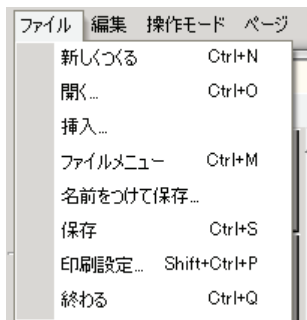 ファイル 編集 操作モード ページ
新しくつくる Ctrl+N
開く... Ctrl+O
挿入...
ファイルメニュー Ctrl+M
名前をつけて保存...
保存 Ctrl+S
印刷設定... Shift+Ctrl+P
終わる Ctrl+Q